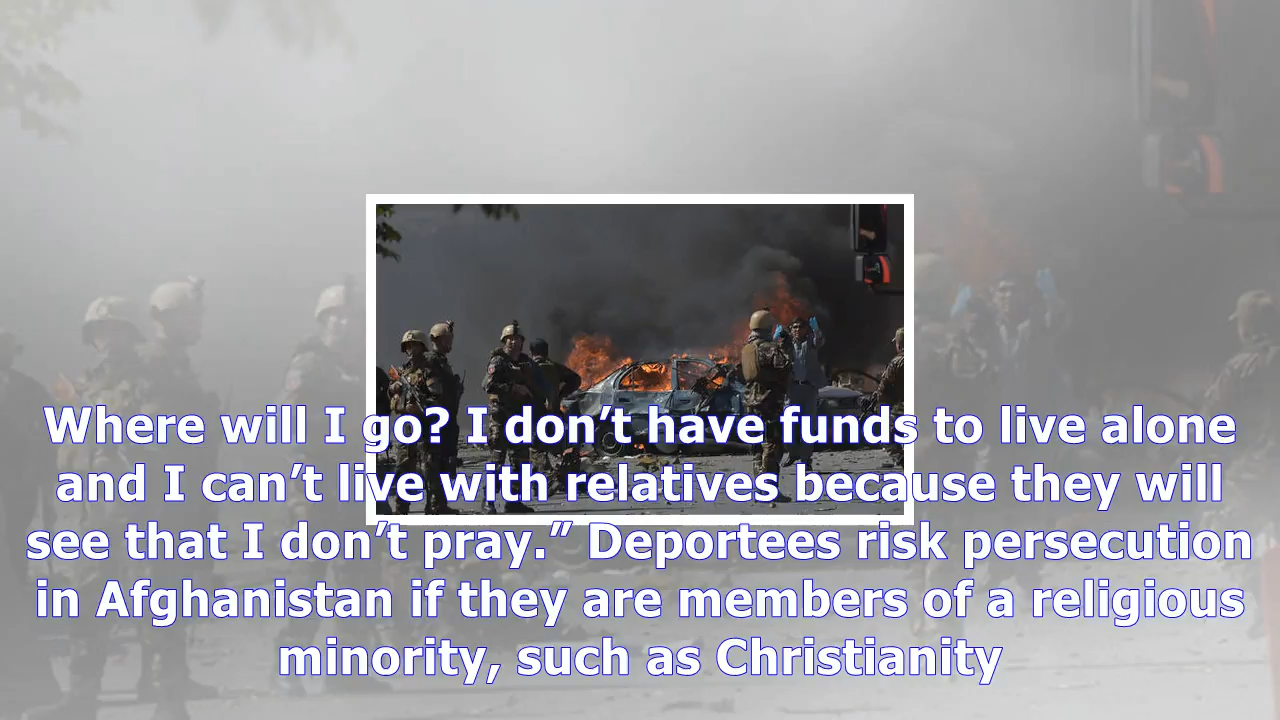 Where will I go? I don’t have funds to live alone
and I can’t live with relatives because they will
see that I don’t pray.” Deportees risk persecution
in Afghanistan if they are members of a religious
minority, such as Christianity